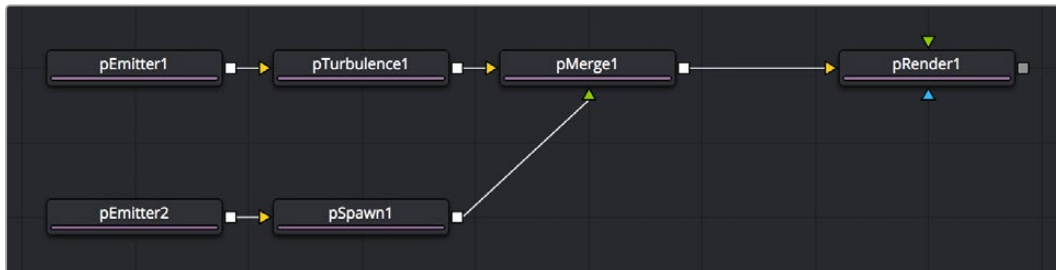 pEmitter1
pTurbulence1
pMerge1
pRender1
pEmitter2
pSpawn1